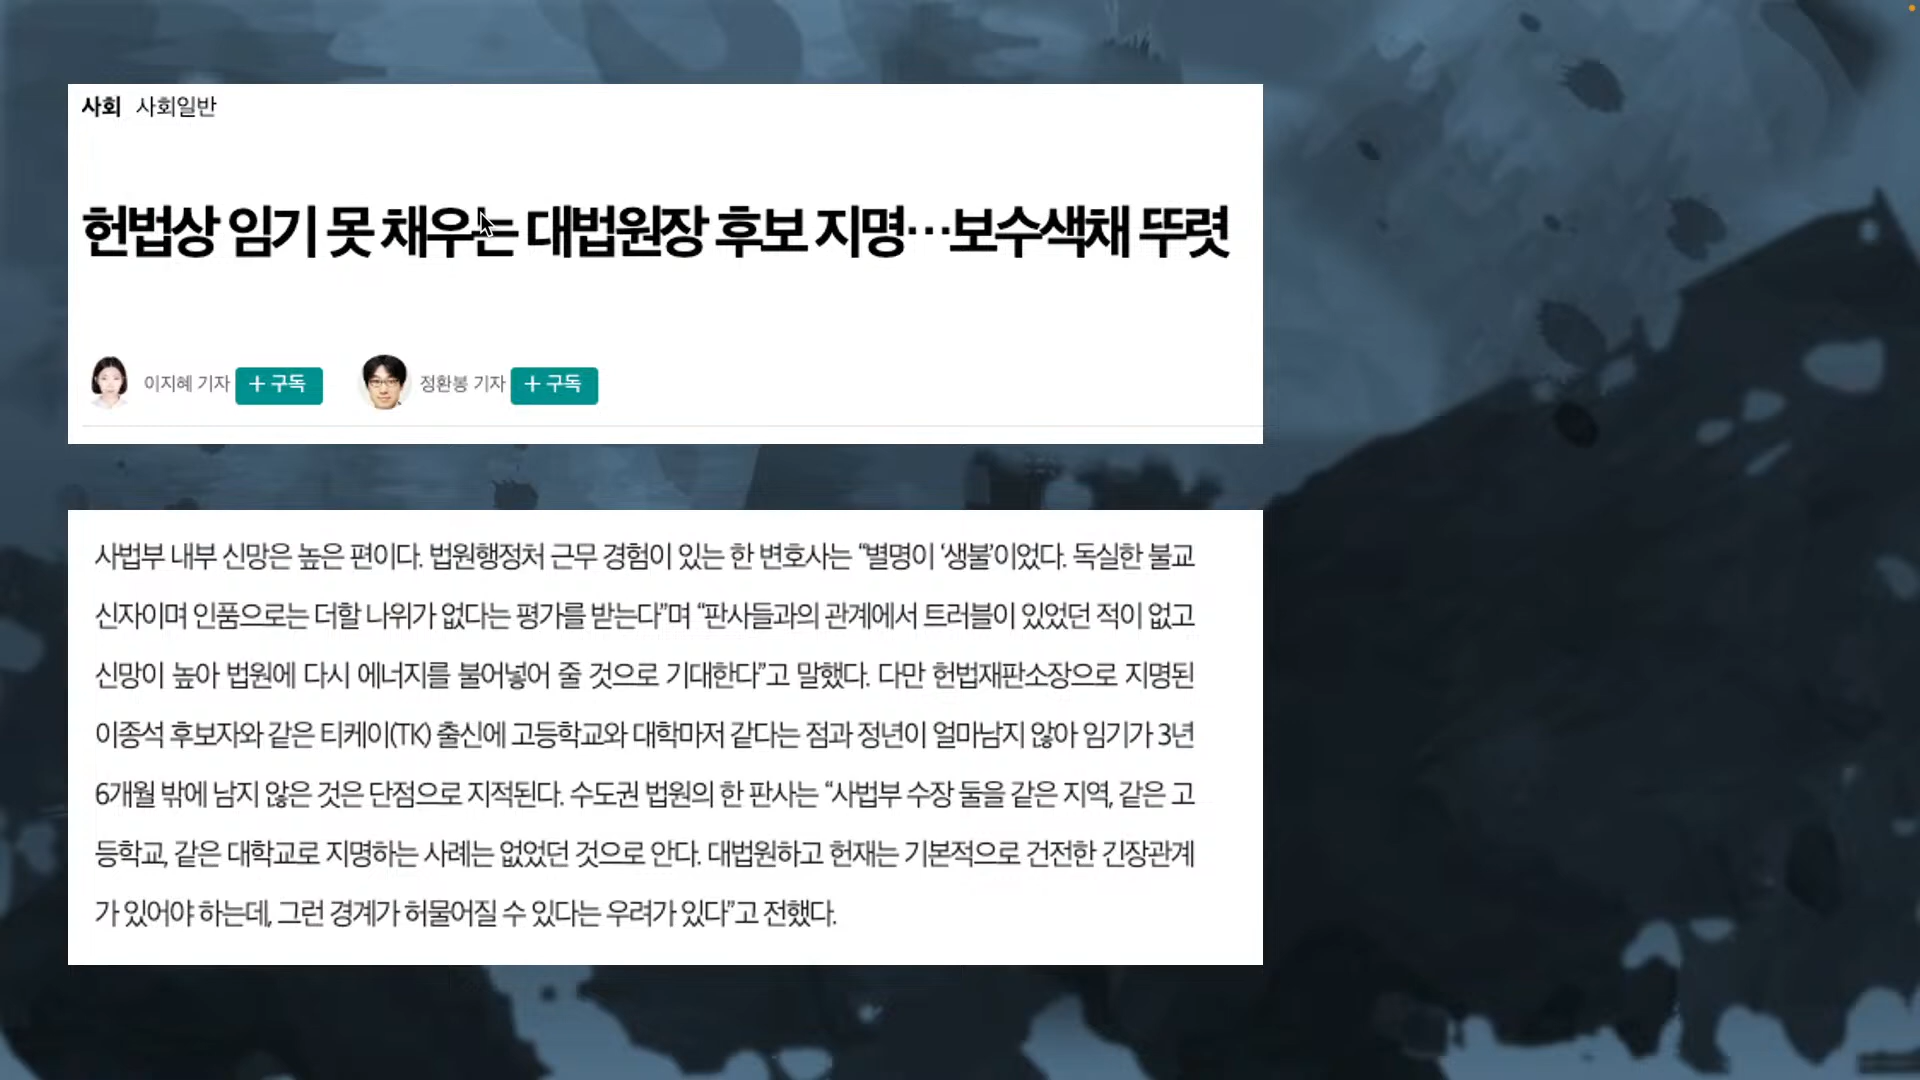 사회 사회일반
헌법상 임기 못 채우는 대법원장 후보 지명…보수색채 뚜렷
이지혜 기자 + 구독 정환봉 기자 + 구독
사법부 내부 신망은 높은 편이다. 법원행정처 근무 경험이 있는 한 변호사는 “별명이 ‘생불’이었다. 독실한 불교
신자이며 인품으로는 더할 나위가 없다는 평가를 받는다”며 “판사들과의 관계에서 트러블이 있었던 적이 없고
신망이 높아 법원에 다시 에너지를 불어넣어 줄 것으로 기대한다”고 말했다. 다만 헌법재판소장으로 지명된
이종석 후보자와 같은 티케이(TK) 출신에 고등학교와 대학마저 같다는 점과 정년이 얼마남지 않아 임기가 3년
6개월 밖에 남지 않은 것은 단점으로 지적된다. 수도권 법원의 한 판사는 “사법부 수장 둘을 같은 지역, 같은 고
등학교, 같은 대학교로 지명하는 사례는 없었던 것으로 안다. 대법원하고 헌재는 기본적으로 건전한 긴장관계
가 있어야 하는데, 그런 경계가 허물어질 수 있다는 우려가 있다”고 전했다.